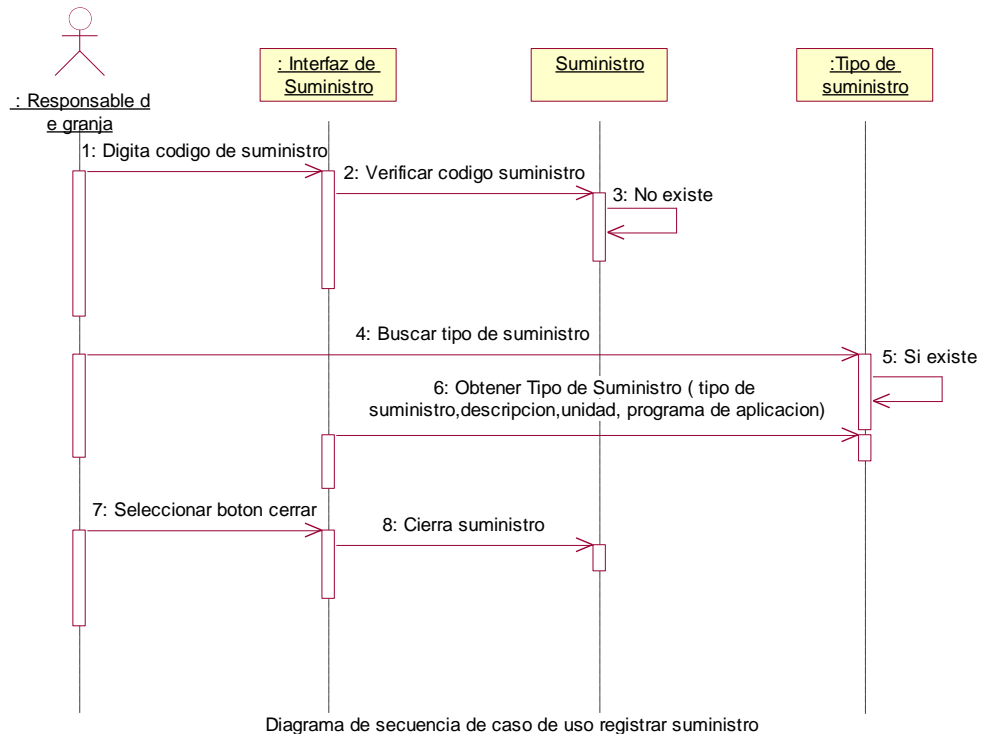 : Responsable d
e granja
: Interfaz de
Suministro
Suministro
:Tipo de
suministro
1: Digita codigo de suministro
2: Verificar codigo suministro
3: No existe
4: Buscar tipo de suministro
5: Si existe
6: Obtener Tipo de Suministro ( tipo de
suministro,descripcion,unidad, programa de aplicacion)
7: Seleccionar boton cerrar
8: Cierra suministro
Diagrama de secuencia de caso de uso registrar suministro